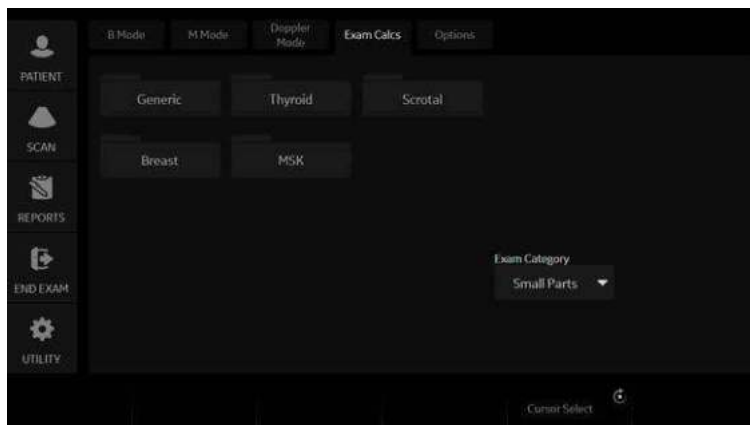 B Mode
M Mode
Doppler
Mode
Exam Calcs
Options
PATIENT
SCAN
REPORTS
END EXAM
UTILITY
Generic
Thyroid
Scrotal
Breast
MSK
Exam Category
Small Parts
Cursor Select